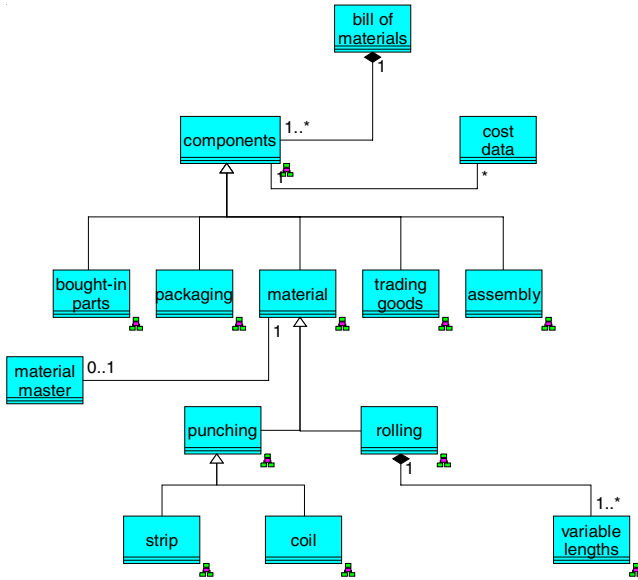 bill of
materials
1
1..*
components
cost
data
1
*
bought-in
parts
packaging
material
trading
goods
assembly
1
0..1
material
master
punching
rolling
1
1..*
strip
coil
variable
lengths